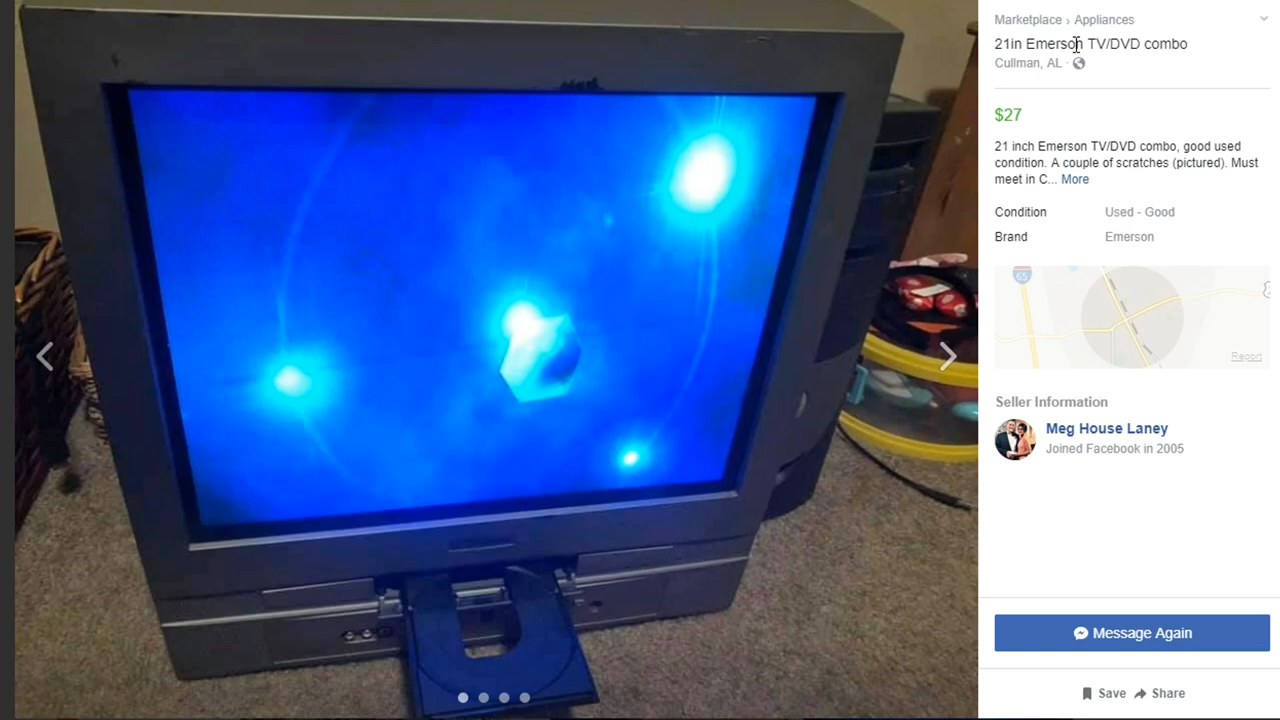 Marketplace › Appliances
21in Emerson TV/DVD combo
Cullman, AL ·
$27
21 inch Emerson TV/DVD combo, good used
condition. A couple of scratches (pictured). Must
meet in C... More
Condition Used - Good
Brand Emerson
65
Report
Seller Information
Meg House Laney
Joined Facebook in 2005
Message Again
Save Share